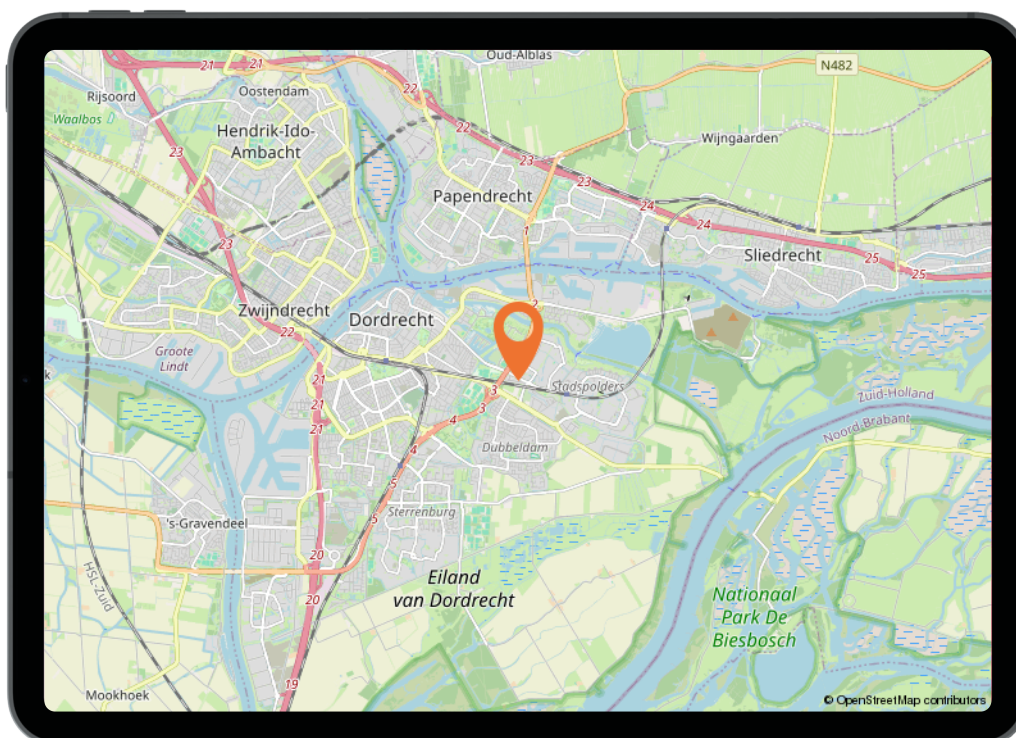 Oud-Alblas
21
21
N482
Rijsoord
Oostendam
22
Waalbos
Hendrik-Ido-
Ambacht
22
Wijngaarden
23
23
23
Papendrecht
24
24
1
23
Sliedrecht
25
25
2
Zwijndrecht
Dordrecht
22
Groote
Lindt
k
21
3
Stadspolders
21
3
Zuid-Holland
4
21
Noord-Brabant
Dubbeldam
4
5
Sterrenburg
5
's-Gravendeel
20
HSL-Zuid
Eiland
van Dordrecht
20
Nationaal
Park De
Biesbosch
19
Mookhoek
© OpenStreetMap contributors